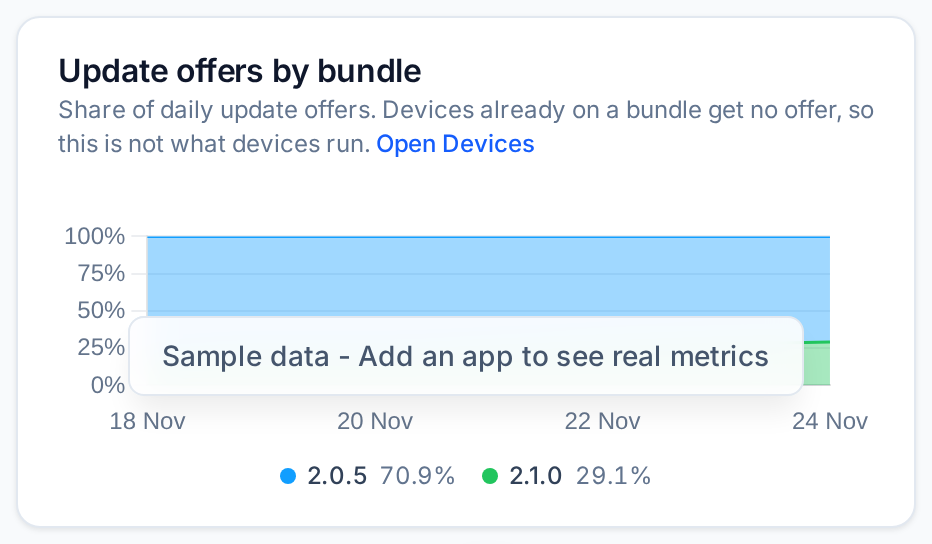 Update offers by bundle
Share of daily update offers. Devices already on a bundle get no offer, so
this is not what devices run. Open Devices
100%
75%
50%
25%
0%
Sample data - Add an app to see real metrics
18 Nov 20 Nov 22 Nov 24 Nov
2.0.5 70.9% 2.1.0 29.1%